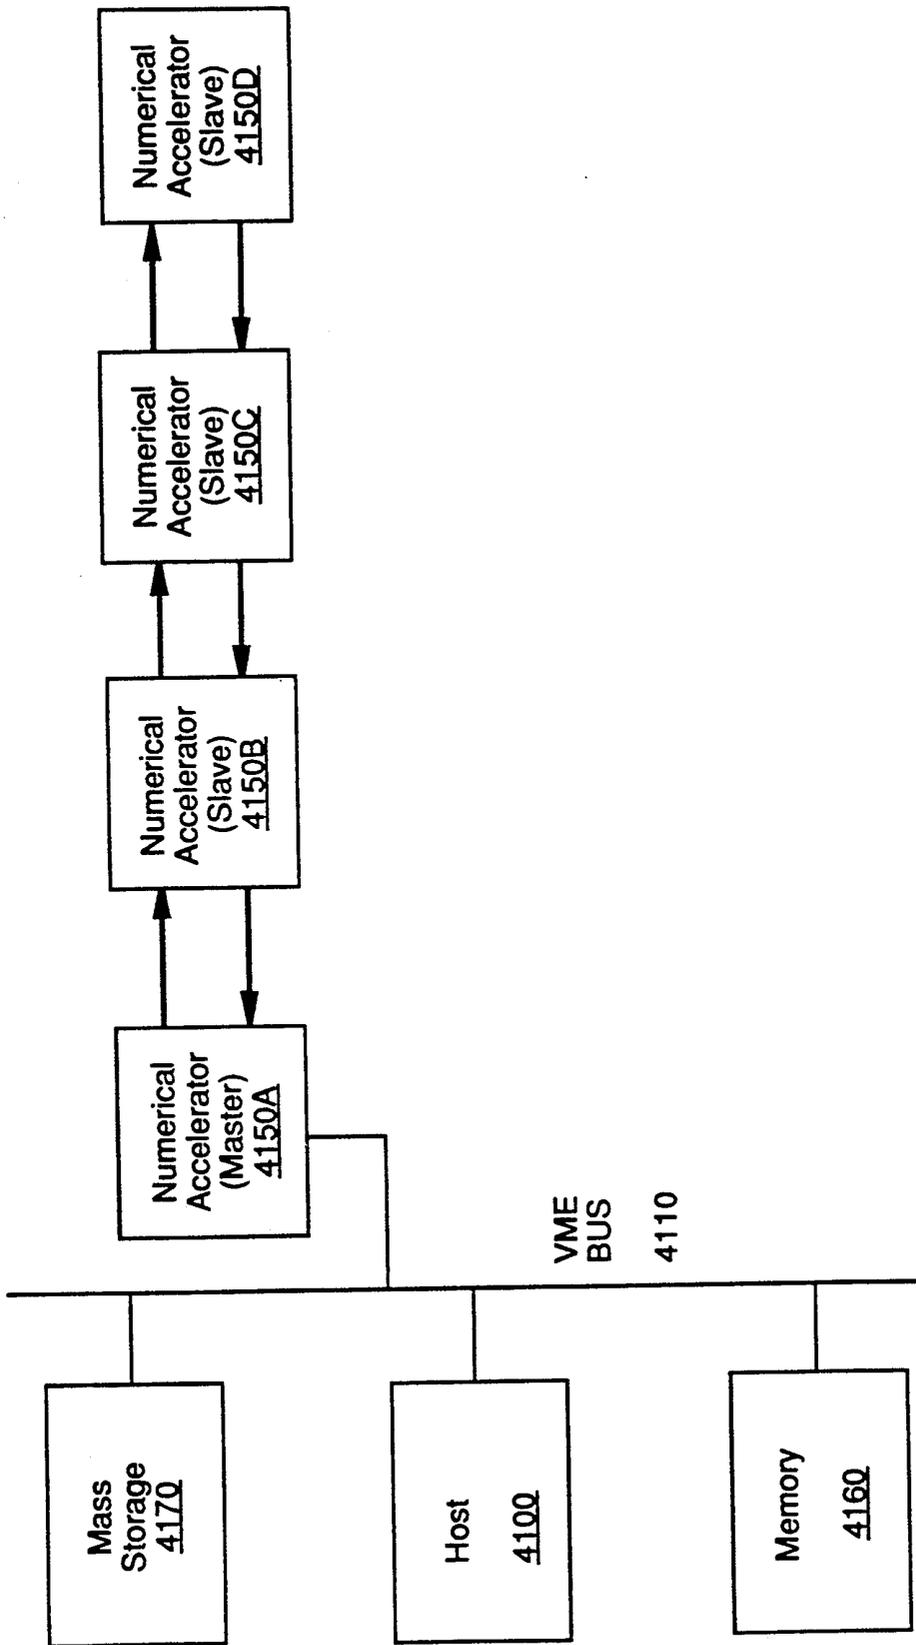 Mass
Storage
4170
Host
4100
Memory
4160
VME
BUS
4110
Numerical
Accelerator
(Master)
4150A
Numerical
Accelerator
(Slave)
4150B
Numerical
Accelerator
(Slave)
4150C
Numerical
Accelerator
(Slave)
4150D